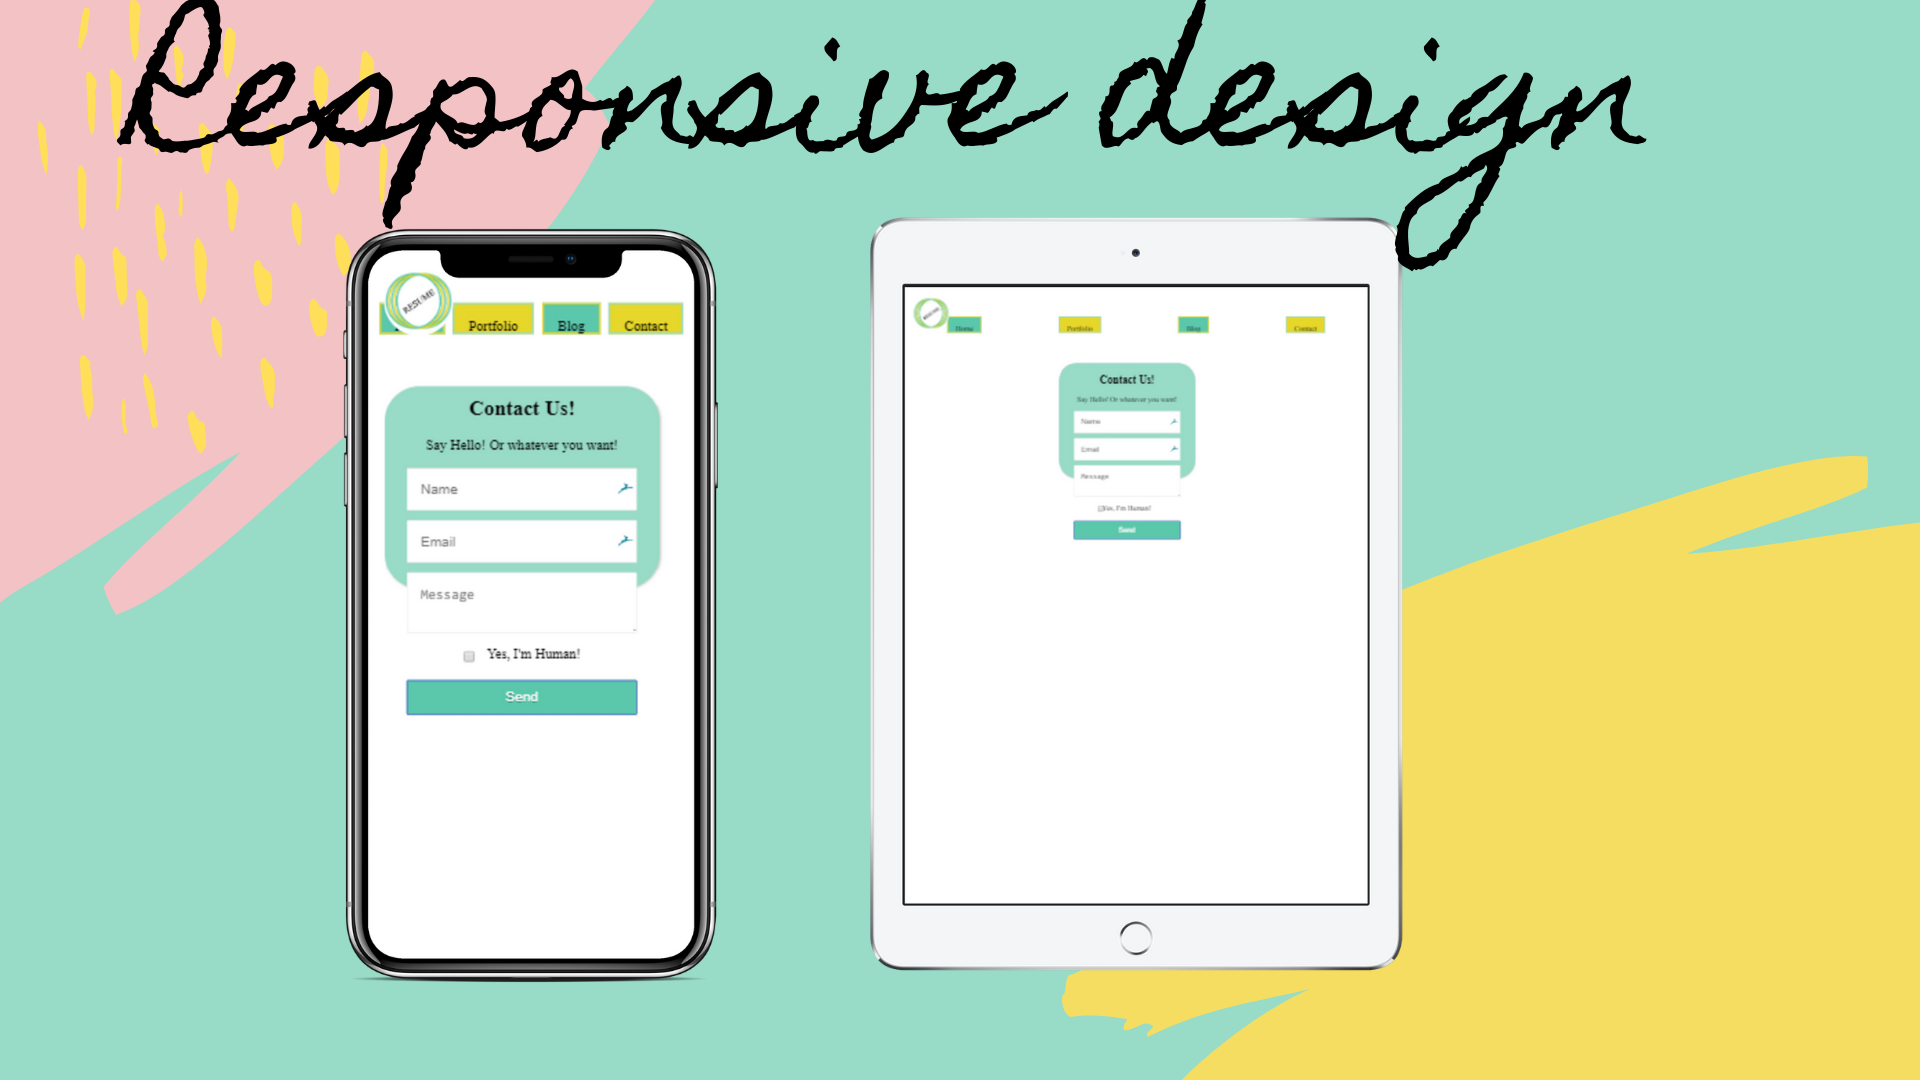 Responsive design
RESUME
Portfolio Blog Contact
Contact Us!
Say Hello! Or whatever you want!
Name
Email
Message
Yes, I'm Human!
Send
RESUME
Home Portfolio Blog Contact
Contact Us!
Say Hello! Or whatever you want!
Name
Email
Message
Yes, I'm Human!
Send